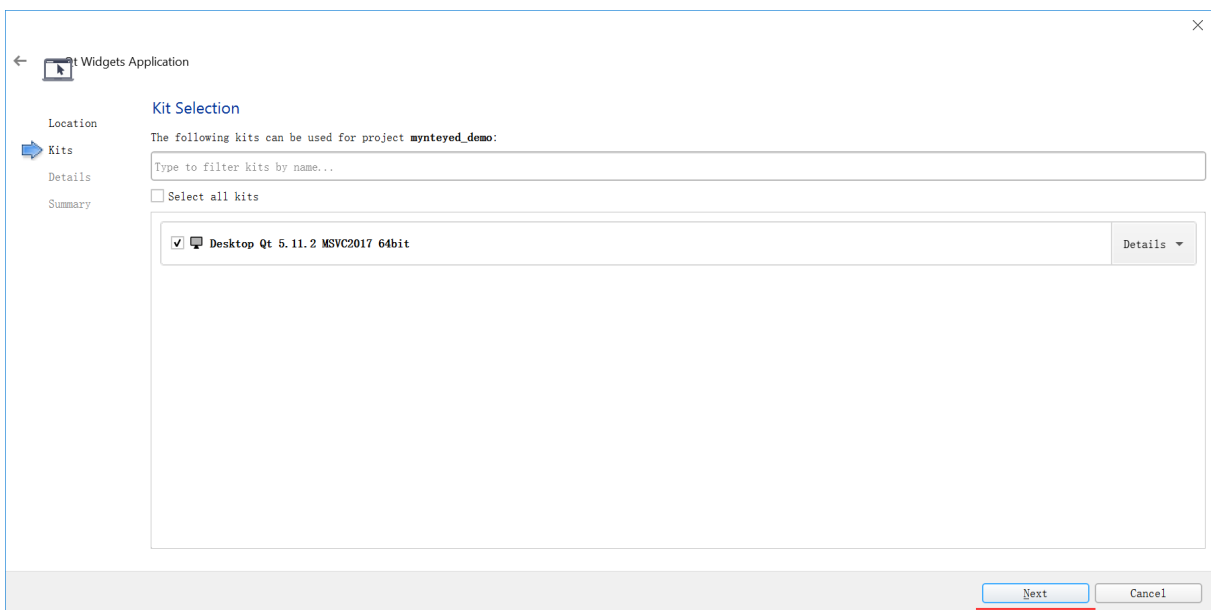 t Widgets Application
Location
Kits
Details
Summary
Kit Selection
The following kits can be used for project mynteyed_demo:
Type to filter kits by name...
Select all kits
Desktop Qt 5.11.2 MSVC2017 64bit
Details
Next
Cancel